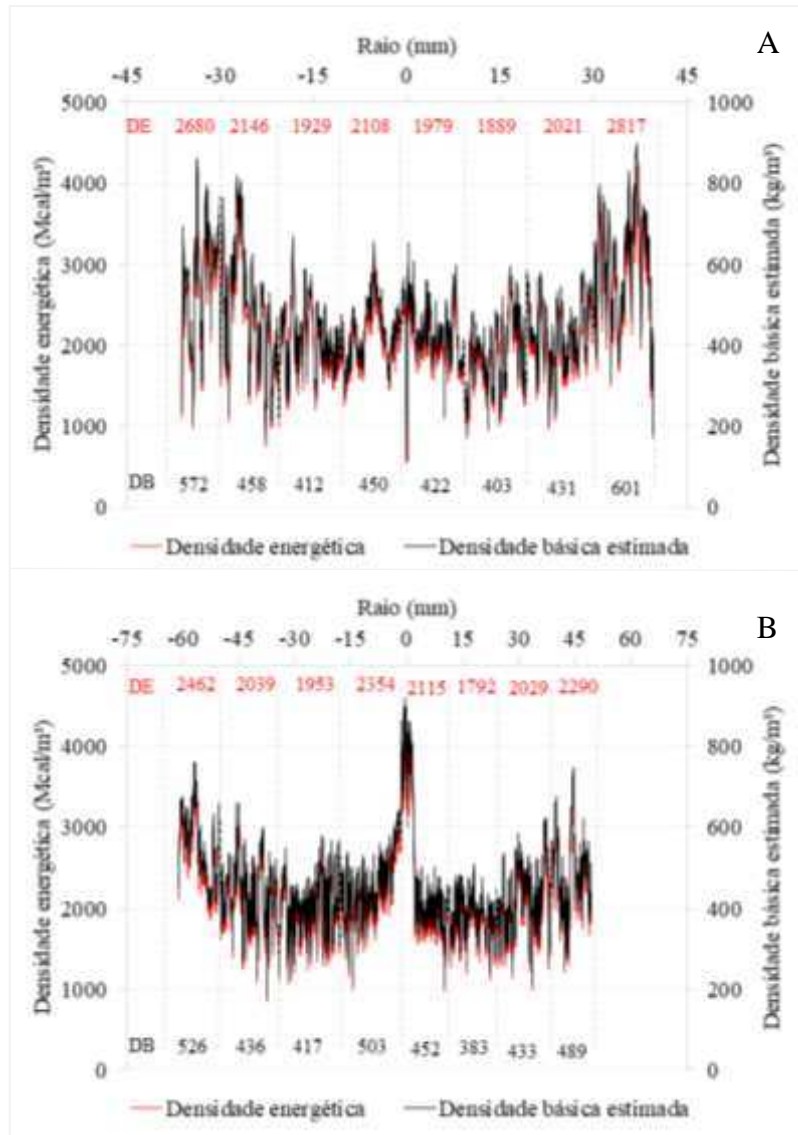 A
Raio (mm)
-45 -30 -15 0 15 30 45
5000 1000
DE 2680 2146 1929 2108 1979 1889 2021 2817
4000 800
3000 600
2000 400
1000 200
DB 572 458 412 450 422 403 431 601
0 0
Densidade energética (Mcal/m³)
Densidade básica estimada (kg/m³)
Densidade energética Densidade básica estimada
B
Raio (mm)
-75 -60 -45 -30 -15 0 15 30 45 60 75
5000 1000
DE 2462 2039 1953 2354 2115 1792 2029 2290
4000 800
3000 600
2000 400
1000 200
DB 526 436 417 503 452 383 433 489
0 0
Densidade energética (Mcal/m³)
Densidade básica estimada (kg/m³)
Densidade energética Densidade básica estimada